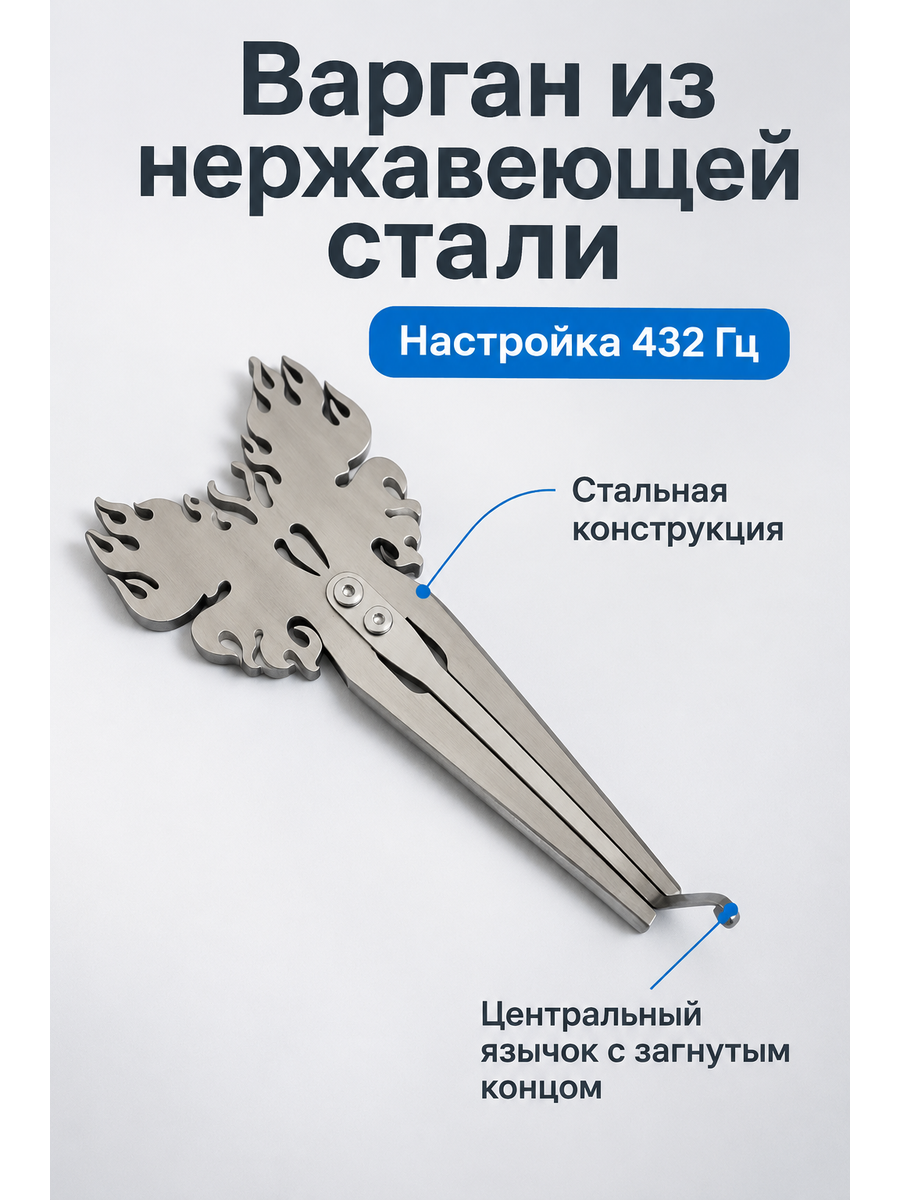 Варган из
нержавеющей
стали
Настройка 432 Гц
Стальная
конструкция
Центральный
язычок с загнутым
концом